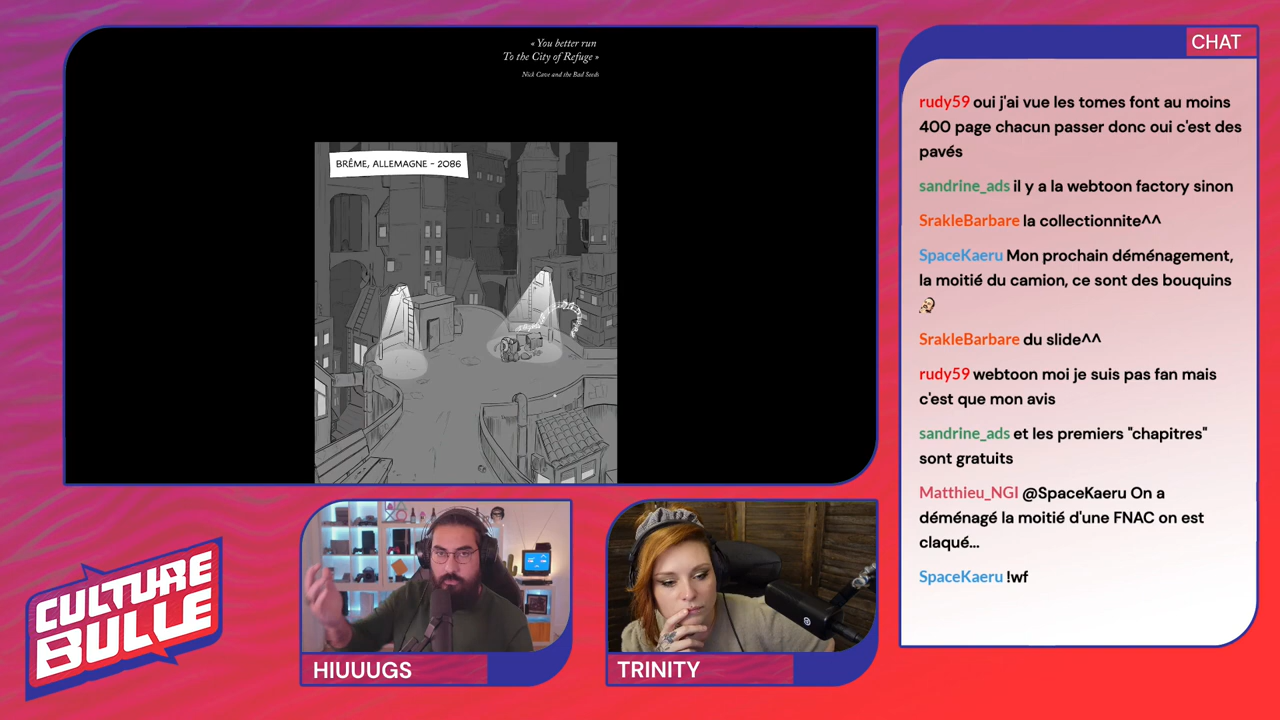 « You better run
To the City of Refuge »
Nick Cave and the Bad Seeds
BRÊME, ALLEMAGNE - 2086
CHAT
rudy59 oui j'ai vue les tomes font au moins
400 page chacun passer donc oui c'est des
pavés
sandrine_ads il y a la webtoon factory sinon
SrakleBarbare la collectionnite^^
SpaceKaeru Mon prochain déménagement,
la moitié du camion, ce sont des bouquins
SrakleBarbare du slide^^
rudy59 webtoon moi je suis pas fan mais
c'est que mon avis
sandrine_ads et les premiers "chapitres"
sont gratuits
Matthieu_NGI @SpaceKaeru On a
déménagé la moitié d'une FNAC on est
claqué...
SpaceKaeru !wf
CULTURE
BULLE
HIUUUGS
TRINITY